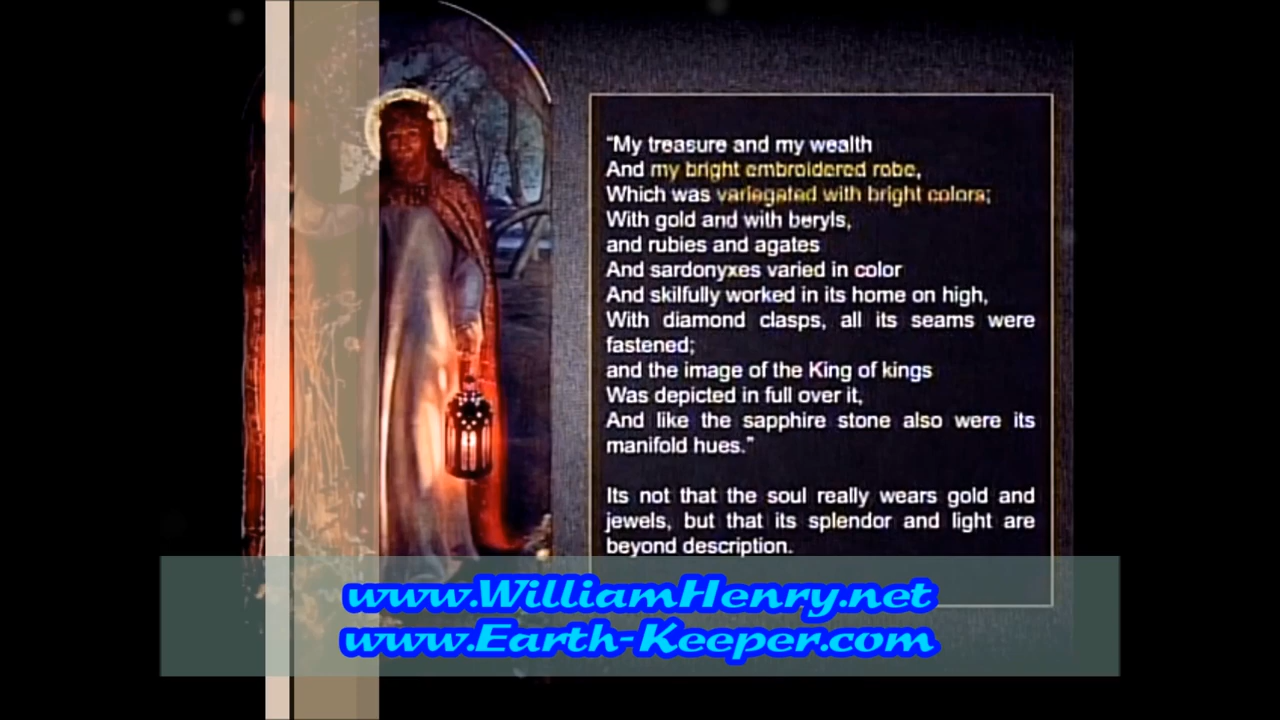 “My treasure and my wealth
And my bright embroidered robe,
Which was variegated with bright colors;
With gold and with beryls,
and rubies and agates
And sardonyxes varied in color
And skilfully worked in its home on high,
With diamond clasps, all its seams were
fastened;
and the image of the King of kings
Was depicted in full over it,
And like the sapphire stone also were its
manifold hues.”
Its not that the soul really wears gold and
jewels, but that its splendor and light are
beyond description.
www.WilliamHenry.net
www.Earth-Keeper.com